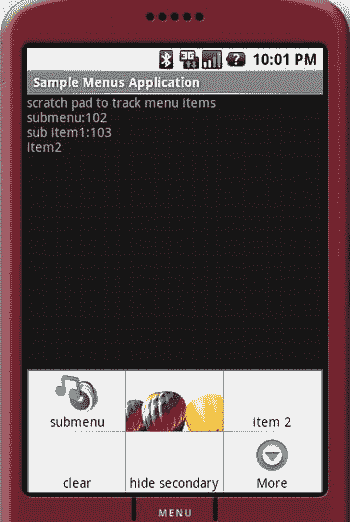 3G
10:01 PM
Sample Menus Application
scratch pad to track menu items
submenu:102
sub item1:103
item2
submenu
item 2
clear
hide secondary
More
MENU